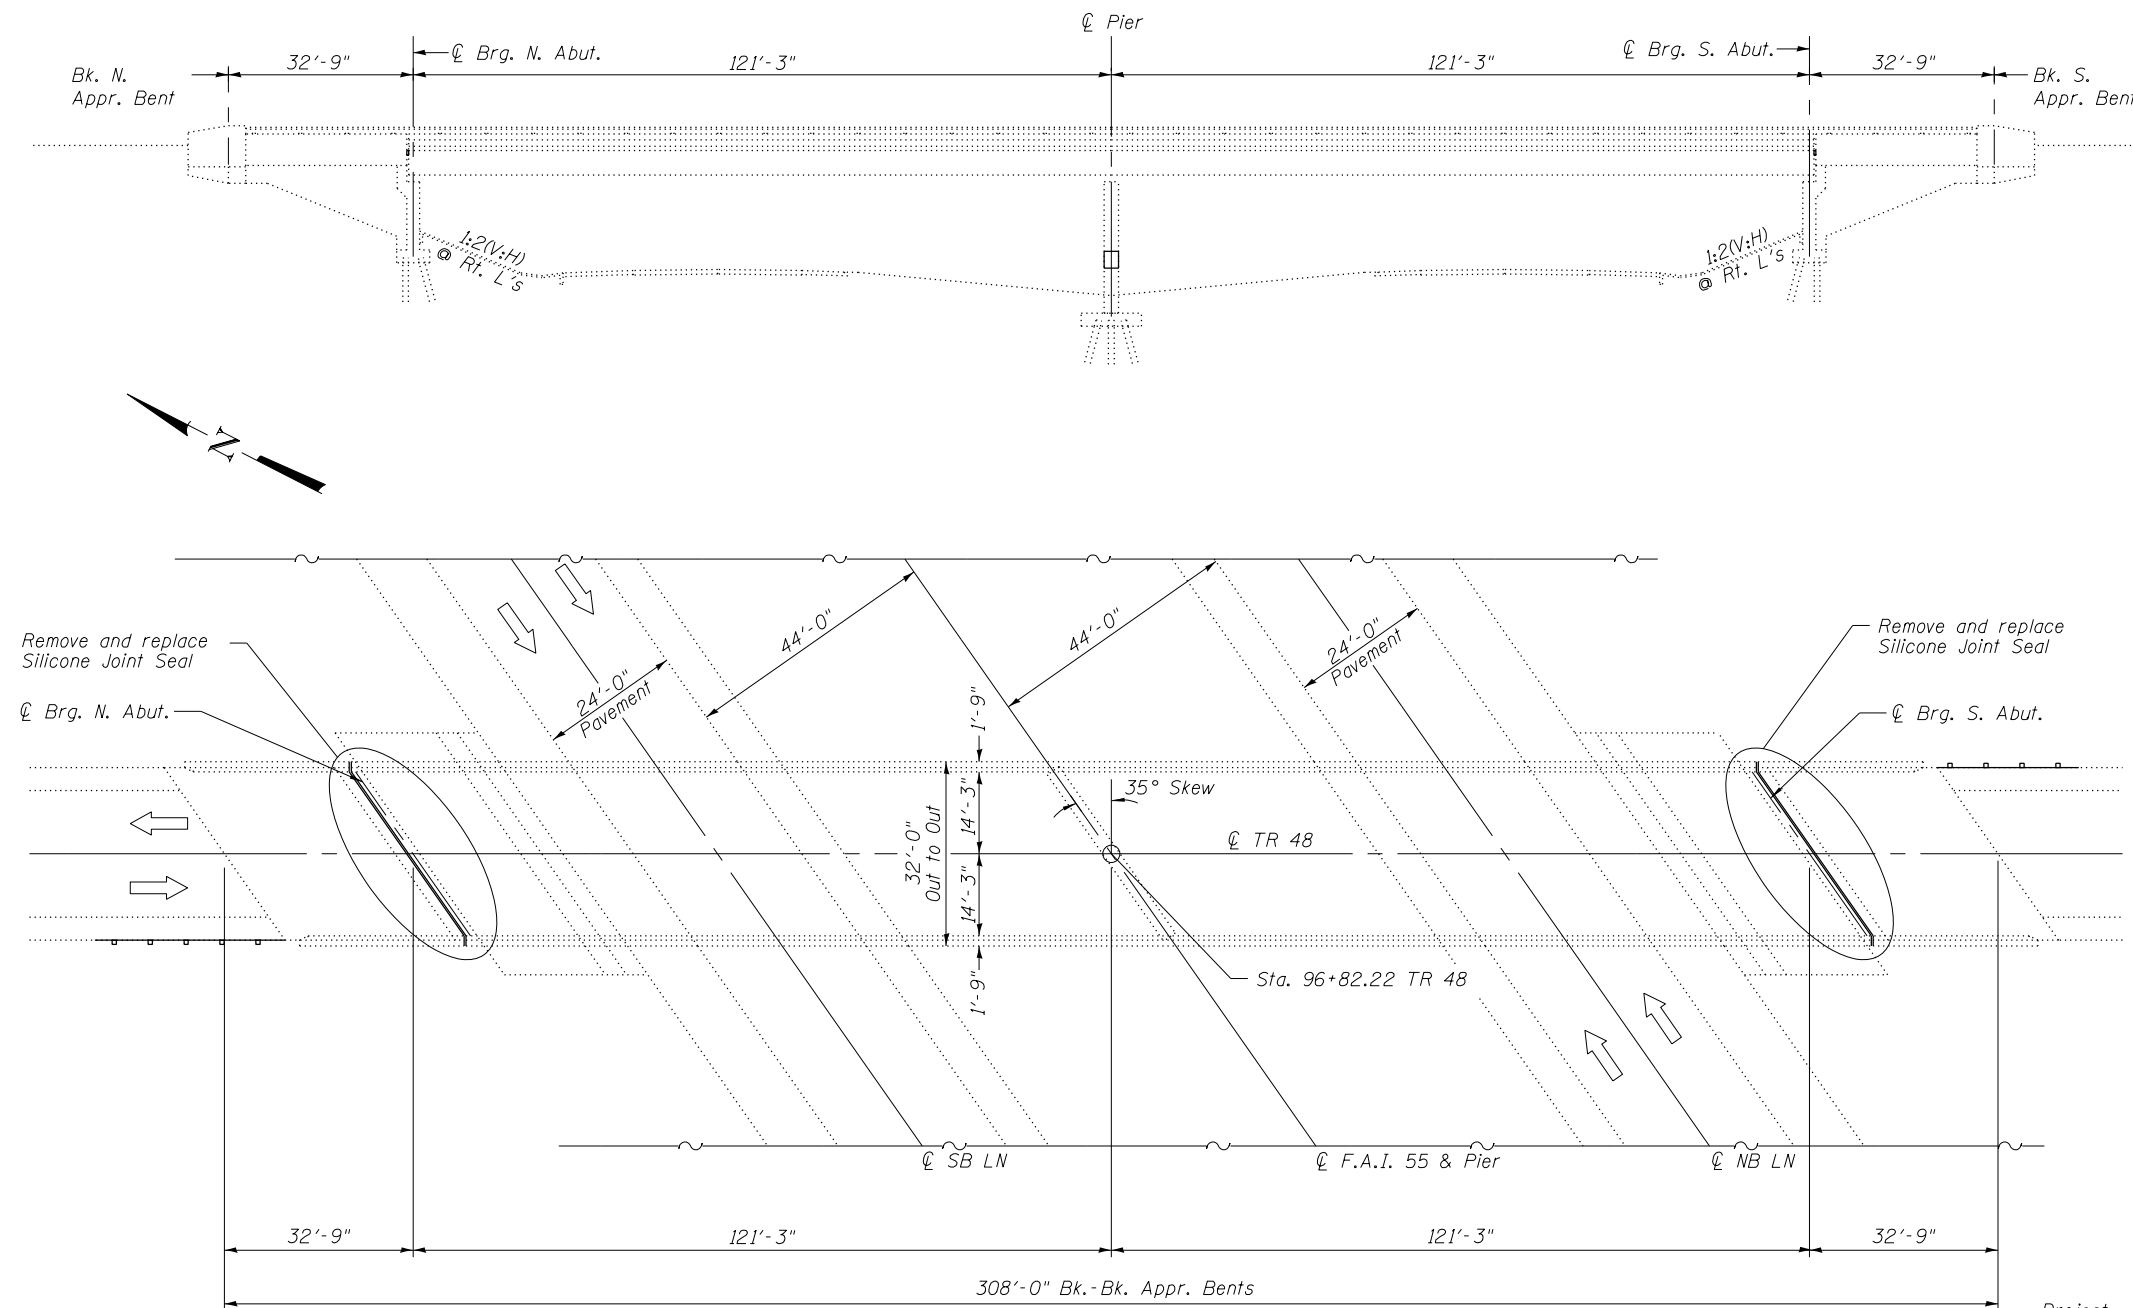 ℄ Pier
℄ Brg. N. Abut.
℄ Brg. S. Abut.
32'-9"
121'-3"
121'-3"
32'-9"
Bk. N.
Appr. Bent
Bk. S.
Appr. Bent
1:2(V:H)
@ Rt. L's
1:2(V:H)
@ Rt. L's
N
Remove and replace
Silicone Joint Seal
℄ Brg. N. Abut.
24'-0"
Pavement
44'-0"
44'-0"
24'-0"
Pavement
Remove and replace
Silicone Joint Seal
℄ Brg. S. Abut.
1'-9"
14'-3"
32'-0"
Out to Out
14'-3"
1'-9"
35° Skew
℄ TR 48
Sta. 96+82.22 TR 48
℄ SB LN
℄ F.A.I. 55 & Pier
℄ NB LN
32'-9"
121'-3"
121'-3"
32'-9"
308'-0" Bk.-Bk. Appr. Bents